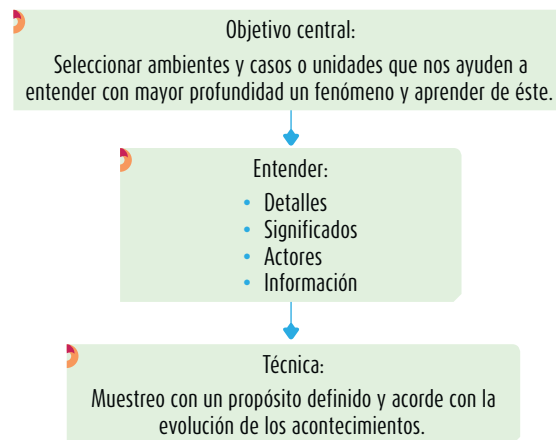 Objetivo central:
Seleccionar ambientes y casos o unidades que nos ayuden a
entender con mayor profundidad un fenómeno y aprender de éste.
Entender:
• Detalles
• Significados
• Actores
• Información
Técnica:
Muestreo con un propósito definido y acorde con la
evolución de los acontecimientos.